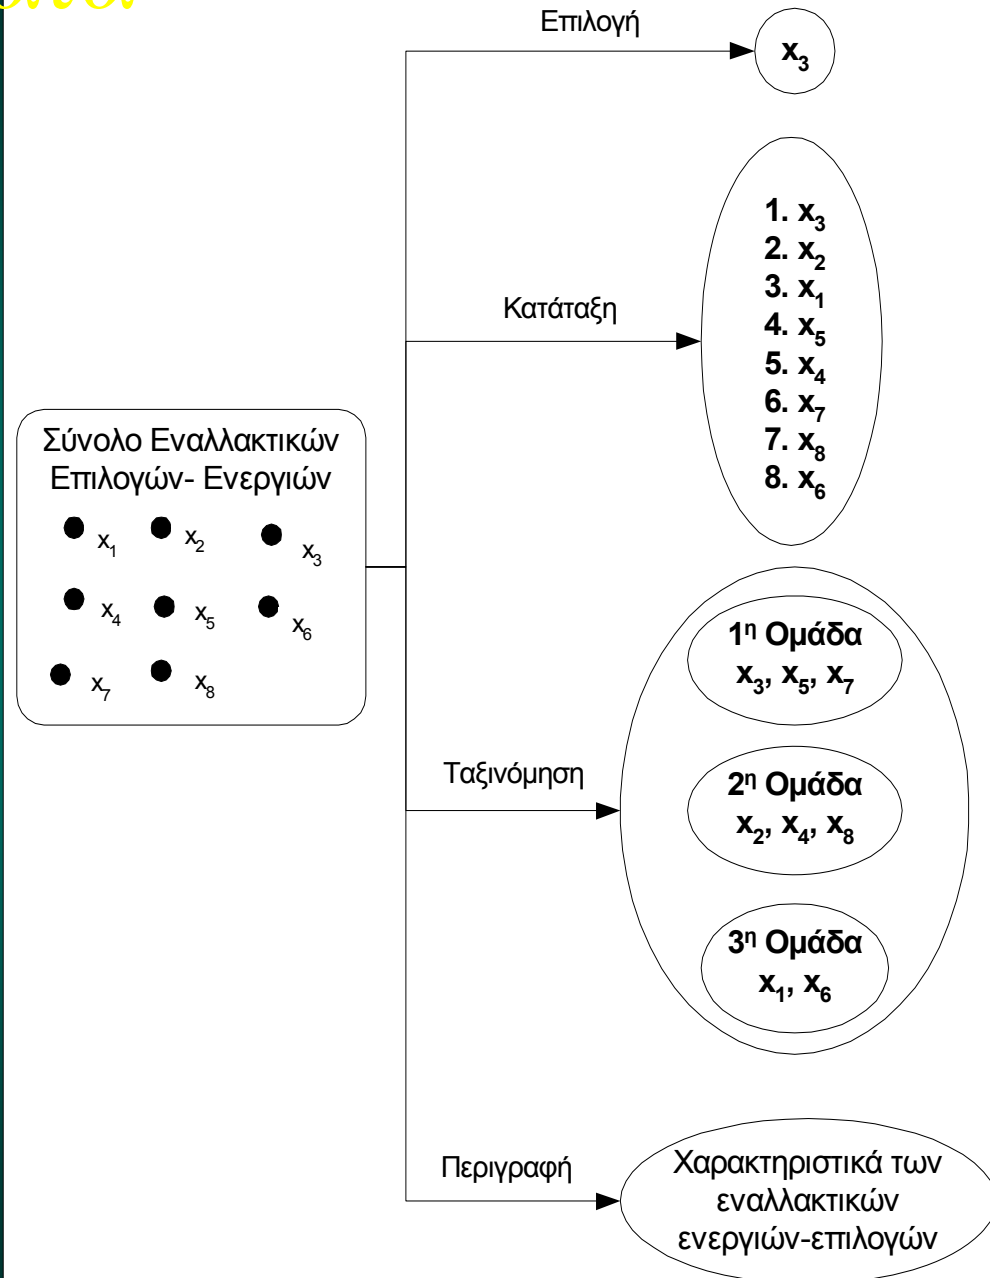 Επιλογή
x3
Κατάταξη
1. x3
2. x2
3. x1
4. x5
5. x4
6. x7
7. x8
8. x6
Σύνολο Εναλλακτικών
Επιλογών- Ενεργιών
x1 x2 x3
x4 x5 x6
x7 x8
Ταξινόμηση
1η Ομάδα
x3, x5, x7
2η Ομάδα
x2, x4, x8
3η Ομάδα
x1, x6
Περιγραφή
Χαρακτηριστικά των
εναλλακτικών
ενεργιών-επιλογών